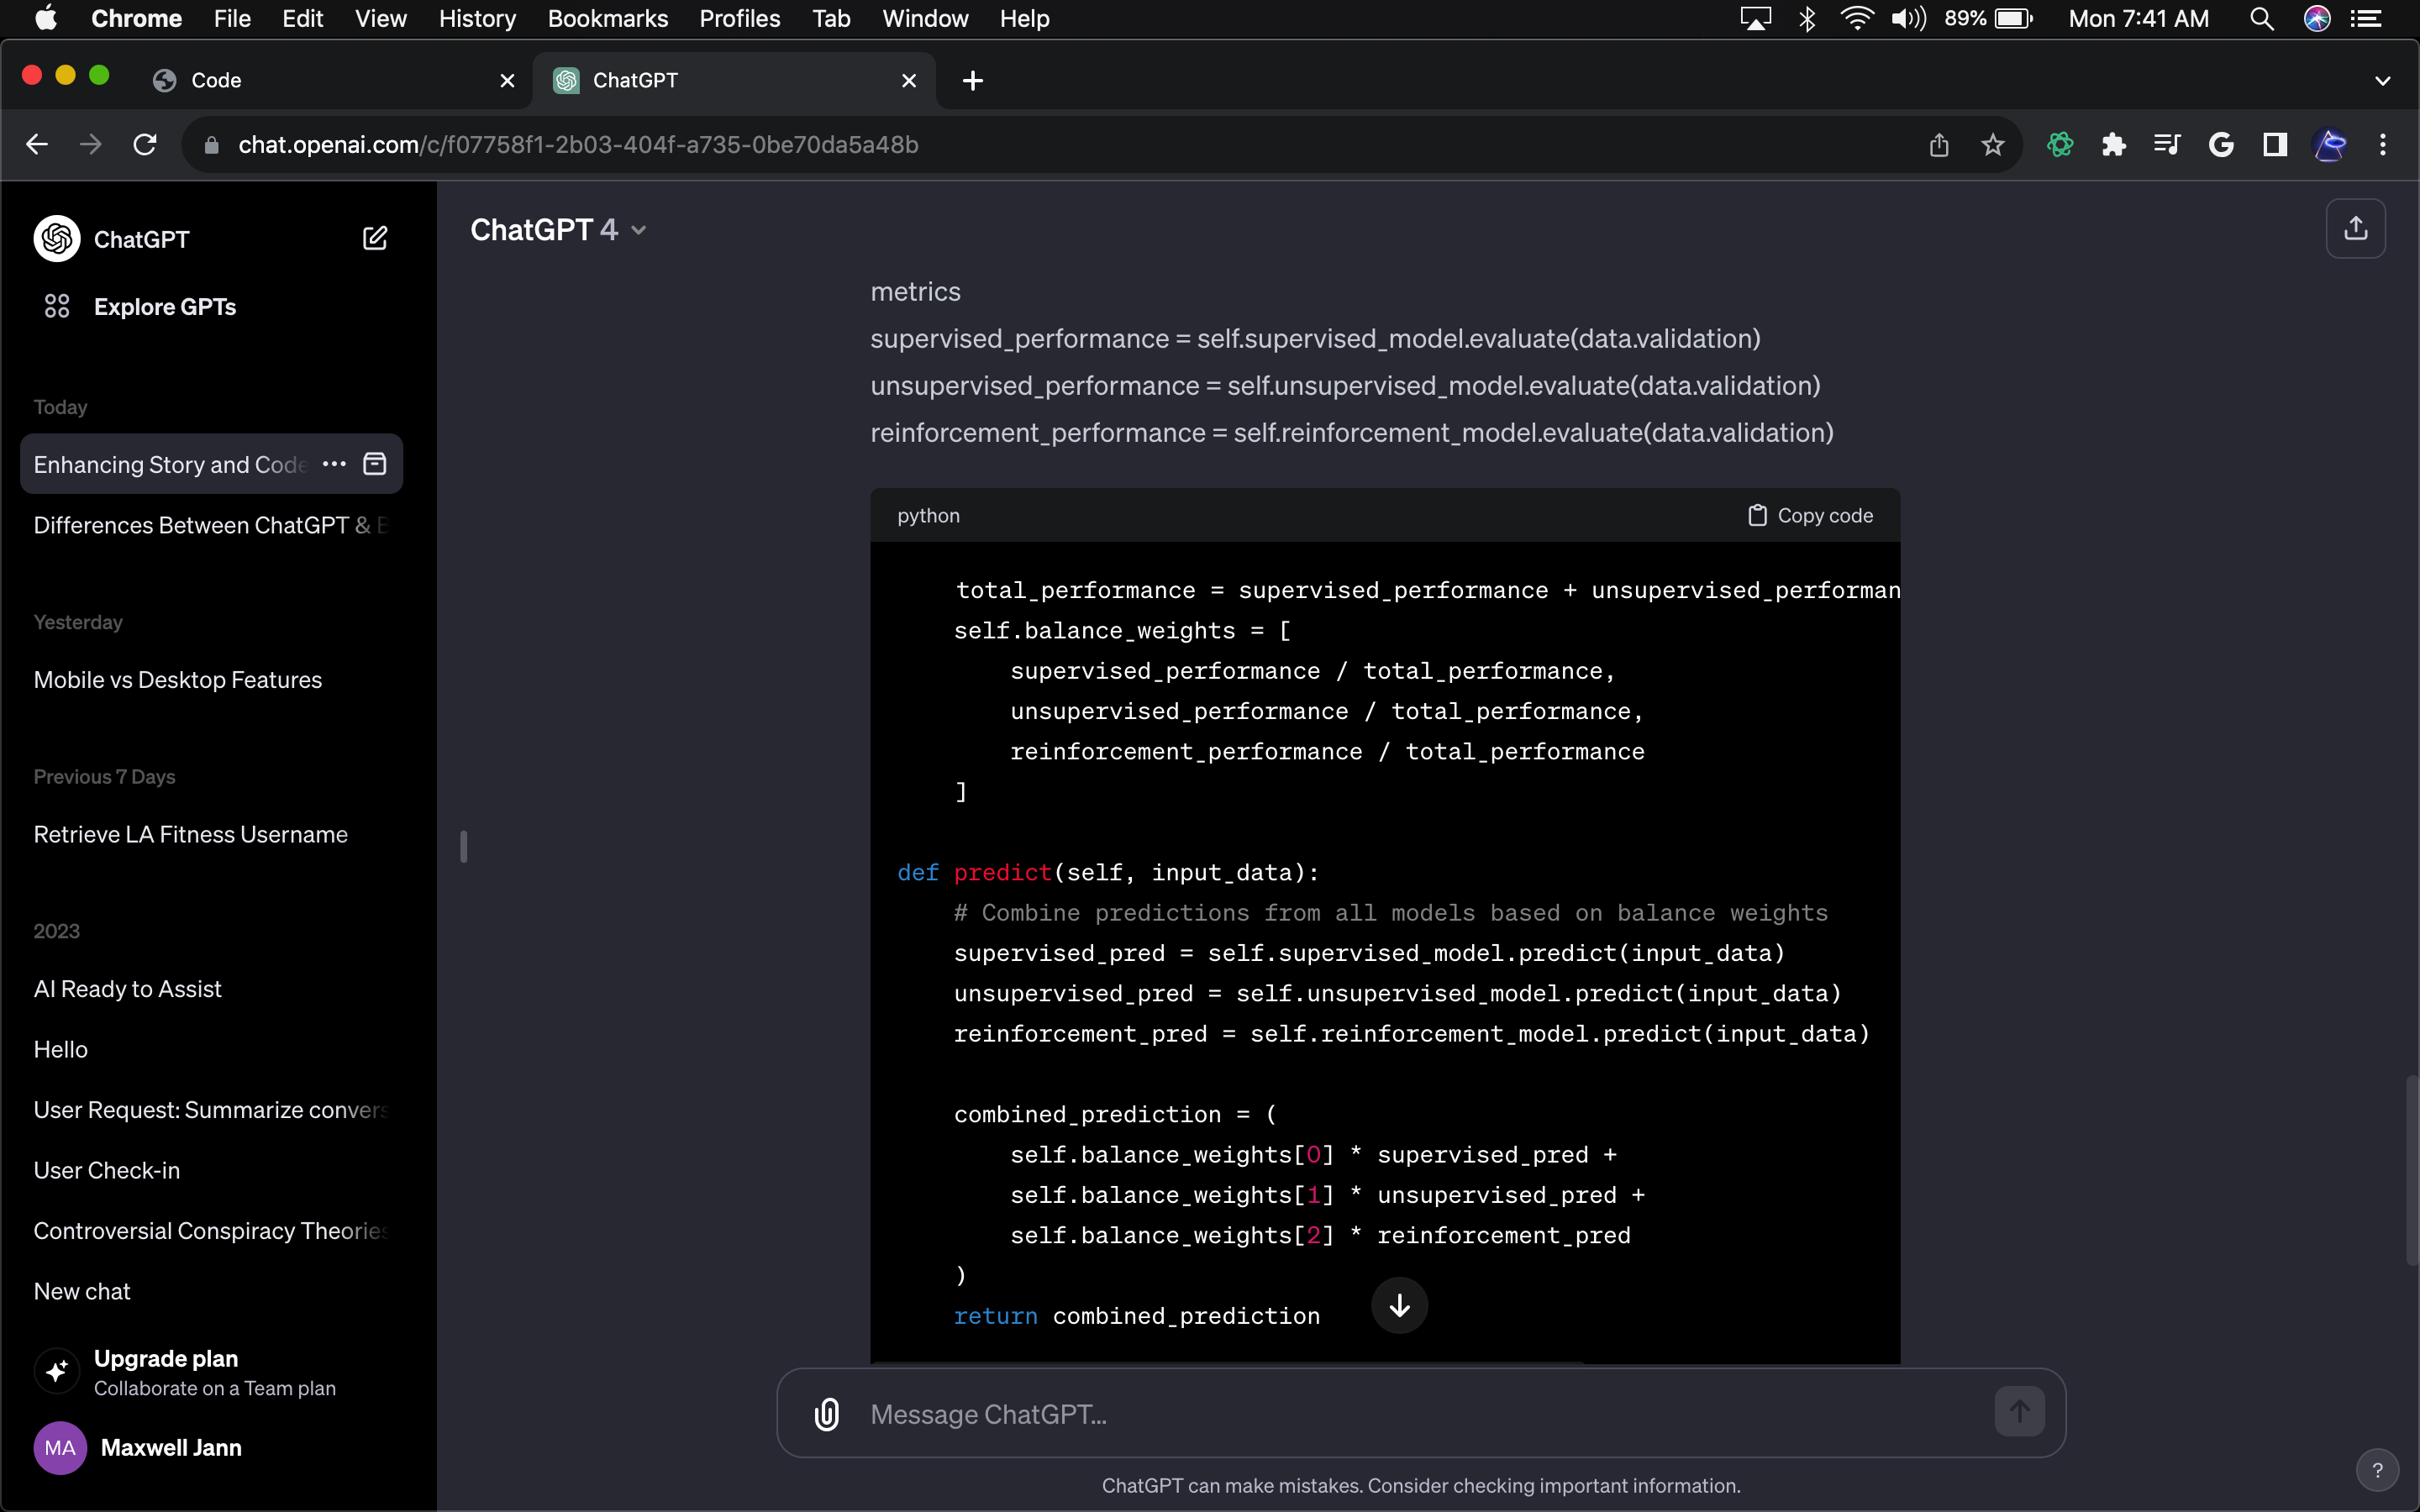 Chrome File Edit View History Bookmarks Profiles Tab Window Help 89% Mon 7:41 AM
Code ChatGPT
chat.openai.com/c/f07758f1-2b03-404f-a735-0be70da5a48b
ChatGPT
Explore GPTs
Today
Enhancing Story and Code
Differences Between ChatGPT &
Yesterday
Mobile vs Desktop Features
Previous 7 Days
Retrieve LA Fitness Username
2023
AI Ready to Assist
Hello
User Request: Summarize convers
User Check-in
Controversial Conspiracy Theories
New chat
Upgrade plan
Collaborate on a Team plan
MA Maxwell Jann
ChatGPT 4
metrics
supervised_performance = self.supervised_model.evaluate(data.validation)
unsupervised_performance = self.unsupervised_model.evaluate(data.validation)
reinforcement_performance = self.reinforcement_model.evaluate(data.validation)
python Copy code
total_performance = supervised_performance + unsupervised_performan
self.balance_weights = [
supervised_performance / total_performance,
unsupervised_performance / total_performance,
reinforcement_performance / total_performance
]
def predict(self, input_data):
# Combine predictions from all models based on balance weights
supervised_pred = self.supervised_model.predict(input_data)
unsupervised_pred = self.unsupervised_model.predict(input_data)
reinforcement_pred = self.reinforcement_model.predict(input_data)
combined_prediction = (
self.balance_weights[0] * supervised_pred +
self.balance_weights[1] * unsupervised_pred +
self.balance_weights[2] * reinforcement_pred
)
return combined_prediction
Message ChatGPT...
ChatGPT can make mistakes. Consider checking important information.
?